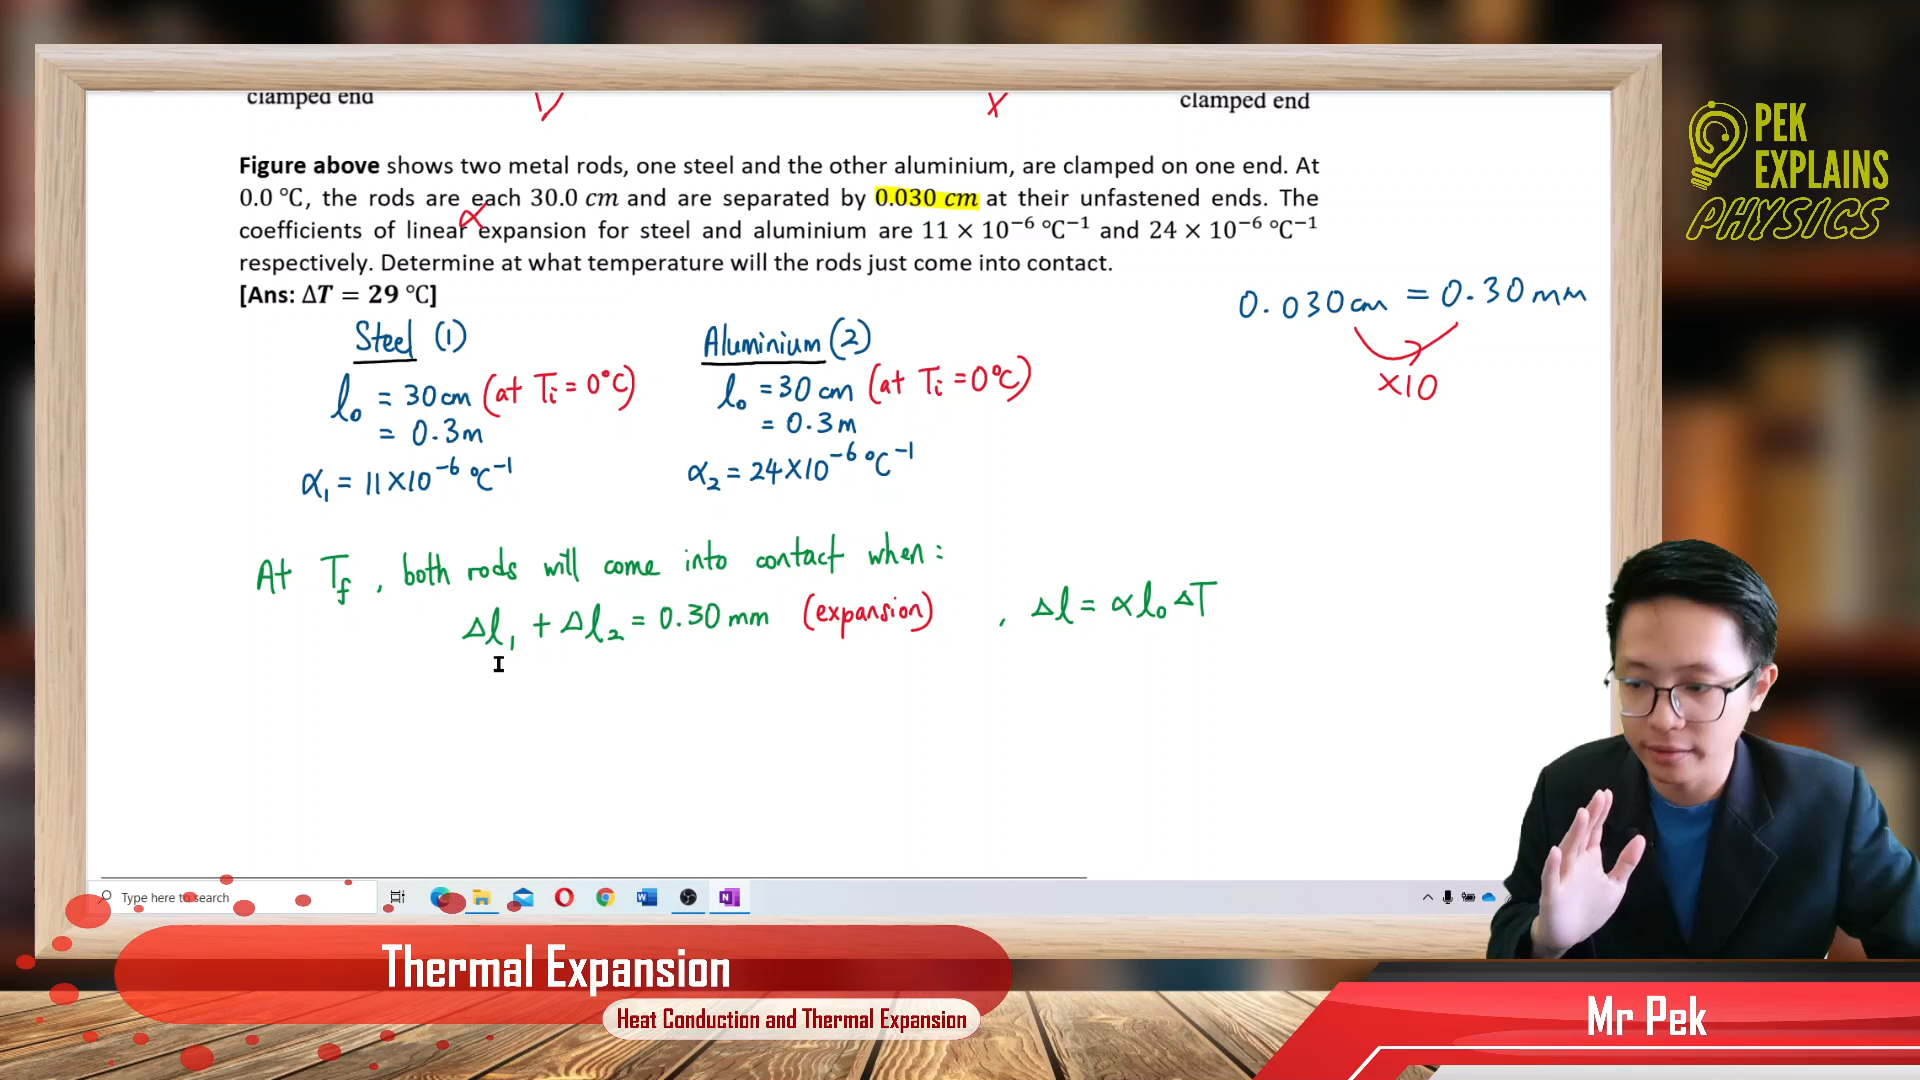 clamped end
clamped end
Figure above shows two metal rods, one steel and the other aluminium, are clamped on one end. At
0.0 °C, the rods are each 30.0 cm and are separated by 0.030 cm at their unfastened ends. The
α
coefficients of linear expansion for steel and aluminium are 11 × 10⁻⁶ °C⁻¹ and 24 × 10⁻⁶ °C⁻¹
respectively. Determine at what temperature will the rods just come into contact.
[Ans: ΔT = 29 °C]
0.030 cm = 0.30 mm
×10
Steel (1)
l₀ = 30 cm (at Tᵢ = 0°C)
= 0.3 m
α₁ = 11×10⁻⁶ °C⁻¹
Aluminium (2)
l₀ = 30 cm (at Tᵢ = 0°C)
= 0.3 m
α₂ = 24×10⁻⁶ °C⁻¹
At T_f , both rods will come into contact when :
Δl₁ + Δl₂ = 0.30 mm (expansion) , Δl = αl₀ΔT
Type here to search
Thermal Expansion
Heat Conduction and Thermal Expansion
Mr Pek
PEK
EXPLAINS
PHYSICS